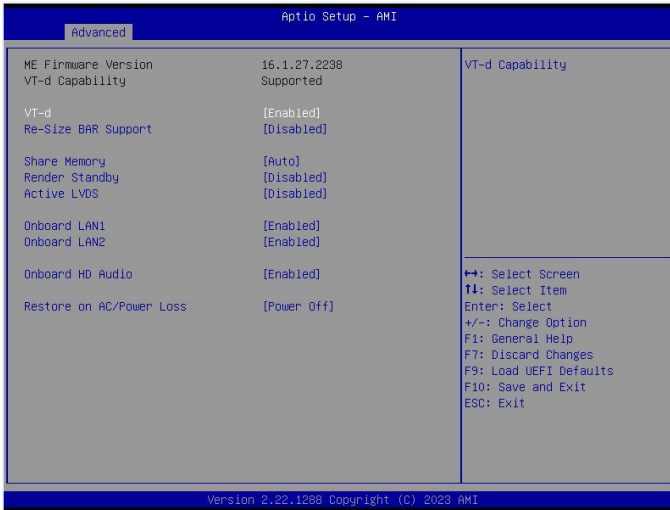 Aptio Setup - AMI
Advanced
ME Firmware Version 16.1.27.2238
VT-d Capability Supported
VT-d [Enabled]
Re-Size BAR Support [Disabled]
Share Memory [Auto]
Render Standby [Disabled]
Active LVDS [Disabled]
Onboard LAN1 [Enabled]
Onboard LAN2 [Enabled]
Onboard HD Audio [Enabled]
Restore on AC/Power Loss [Power Off]
VT-d Capability
↔: Select Screen
↑↓: Select Item
Enter: Select
+/-: Change Option
F1: General Help
F7: Discard Changes
F9: Load UEFI Defaults
F10: Save and Exit
ESC: Exit
Version 2.22.1288 Copyright (C) 2023 AMI